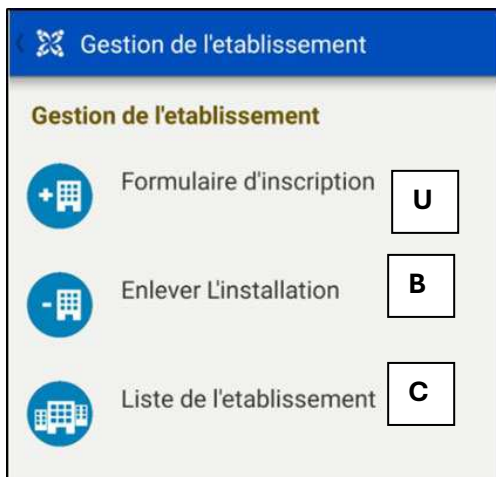 Gestion de l'etablissement
Gestion de l'etablissement
Formulaire d'inscription
U
Enlever L'installation
B
Liste de l'etablissement
C